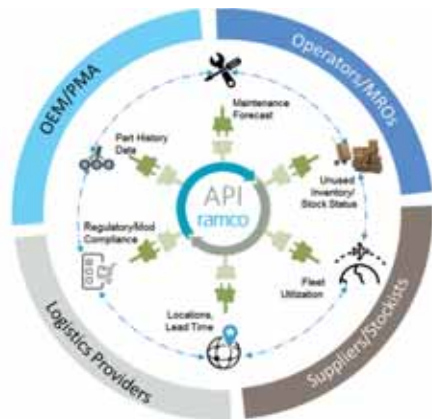 OEM/PMA
Operators/MROs
Maintenance
Forecast
Part History
Data
Unused
Inventory/
Stock Status
API
ramco
Regulatory/Mod
Compliance
Fleet
Utilization
Locations,
Lead Time
Logistics Providers
Suppliers/Stockists